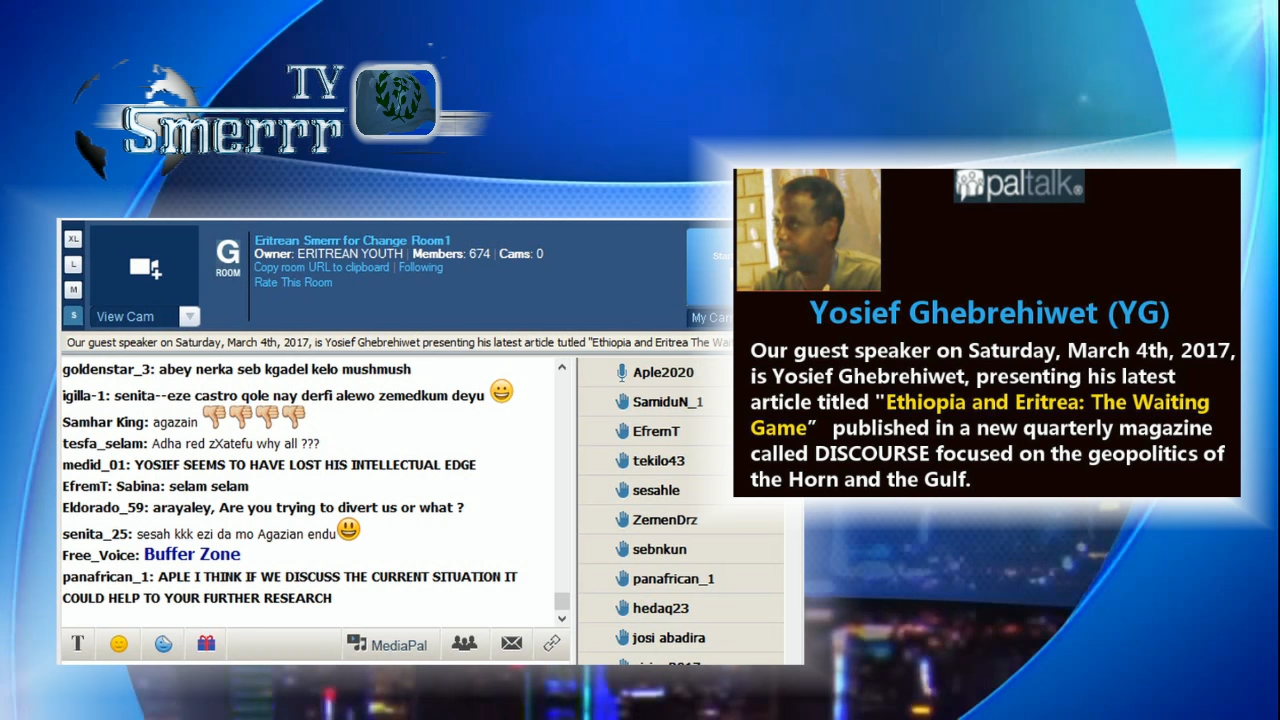 TV
Smerrr
XL
L
M
S
View Cam
G
ROOM
Eritrean Smerr for Change Room1
Owner: ERITREAN YOUTH | Members: 674 | Cams: 0
Copy room URL to clipboard | Following
Rate This Room
My Cam
Our guest speaker on Saturday, March 4th, 2017, is Yosief Ghebrehiwet presenting his latest article tutled "Ethiopia and Eritrea The
goldenstar_3: abey nerka seb kgadel kelo mushmush
igilla-1: senita--eze castro qole nay derfi alewo zemedkum deyu
Samhar King: agazain
tesfa_selam: Adha red zXatefu why all ???
medid_01: YOSIEF SEEMS TO HAVE LOST HIS INTELLECTUAL EDGE
EfremT: Sabina: selam selam
Eldorado_59: arayaley, Are you trying to divert us or what ?
senita_25: sesah kkk ezi da mo Agazian endu
Free_Voice: Buffer Zone
panafrican_1: APLE I THINK IF WE DISCUSS THE CURRENT SITUATION IT
COULD HELP TO YOUR FURTHER RESEARCH
T
MediaPal
Aple2020
SamiduN_1
EfremT
tekilo43
sesahle
ZemenDrz
sebnkun
panafrican_1
hedaq23
josi abadira
paltalk®
Yosief Ghebrehiwet (YG)
Our guest speaker on Saturday, March 4th, 2017,
is Yosief Ghebrehiwet, presenting his latest
article titled "Ethiopia and Eritrea: The Waiting
Game” published in a new quarterly magazine
called DISCOURSE focused on the geopolitics of
the Horn and the Gulf.